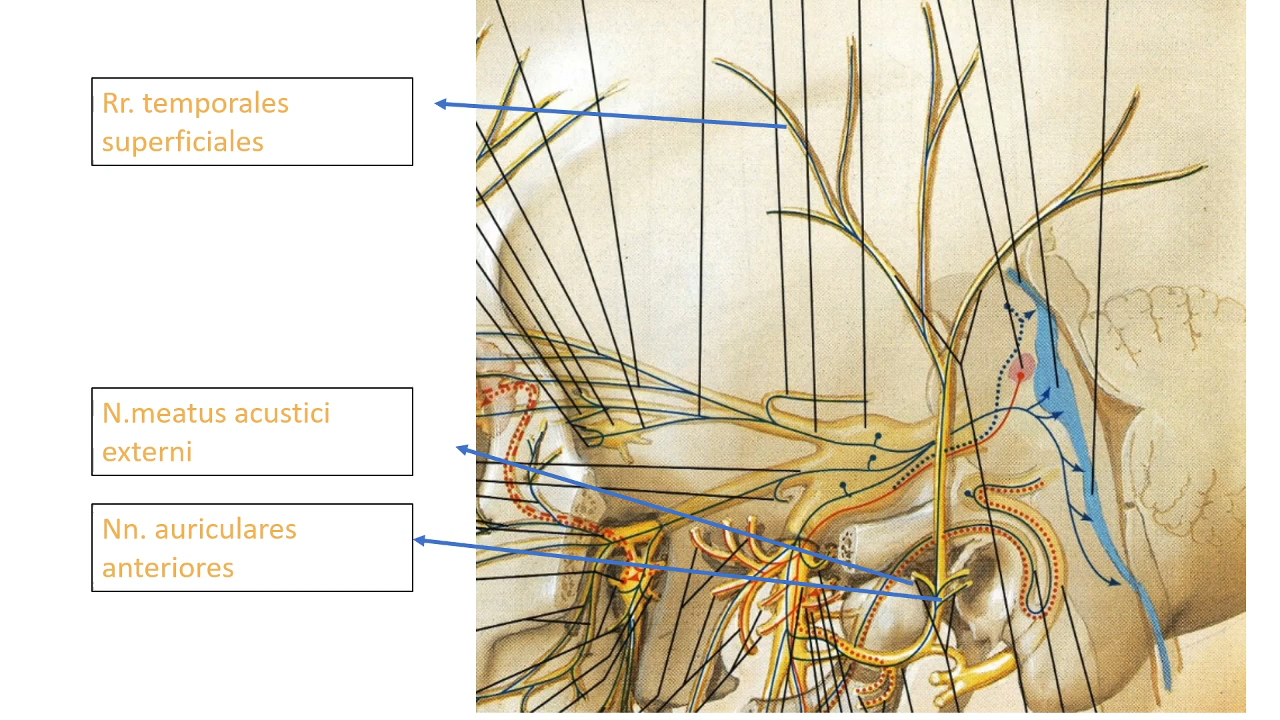 Rr. temporales
superficiales
N.meatus acustici
externi
Nn. auriculares
anteriores